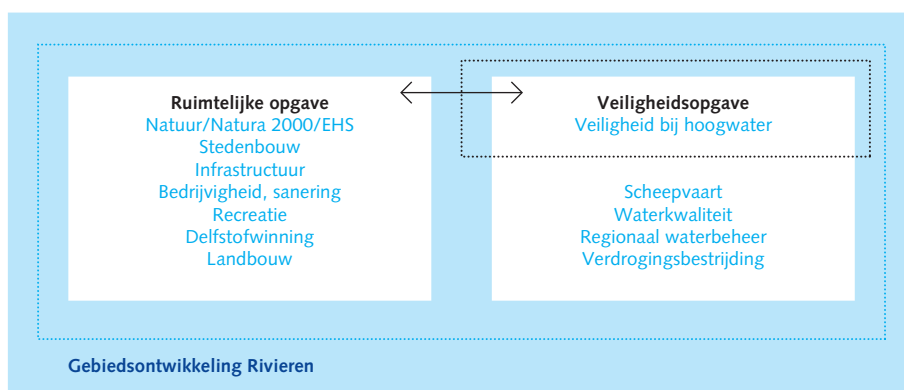 Ruimtelijke opgave
Natuur/Natura 2000/EHS
Stedenbouw
Infrastructuur
Bedrijvigheid, sanering
Recreatie
Delfstofwinning
Landbouw
Veiligheidsopgave
Veiligheid bij hoogwater
Scheepvaart
Waterkwaliteit
Regionaal waterbeheer
Verdrogingsbestrijding
Gebiedsontwikkeling Rivieren